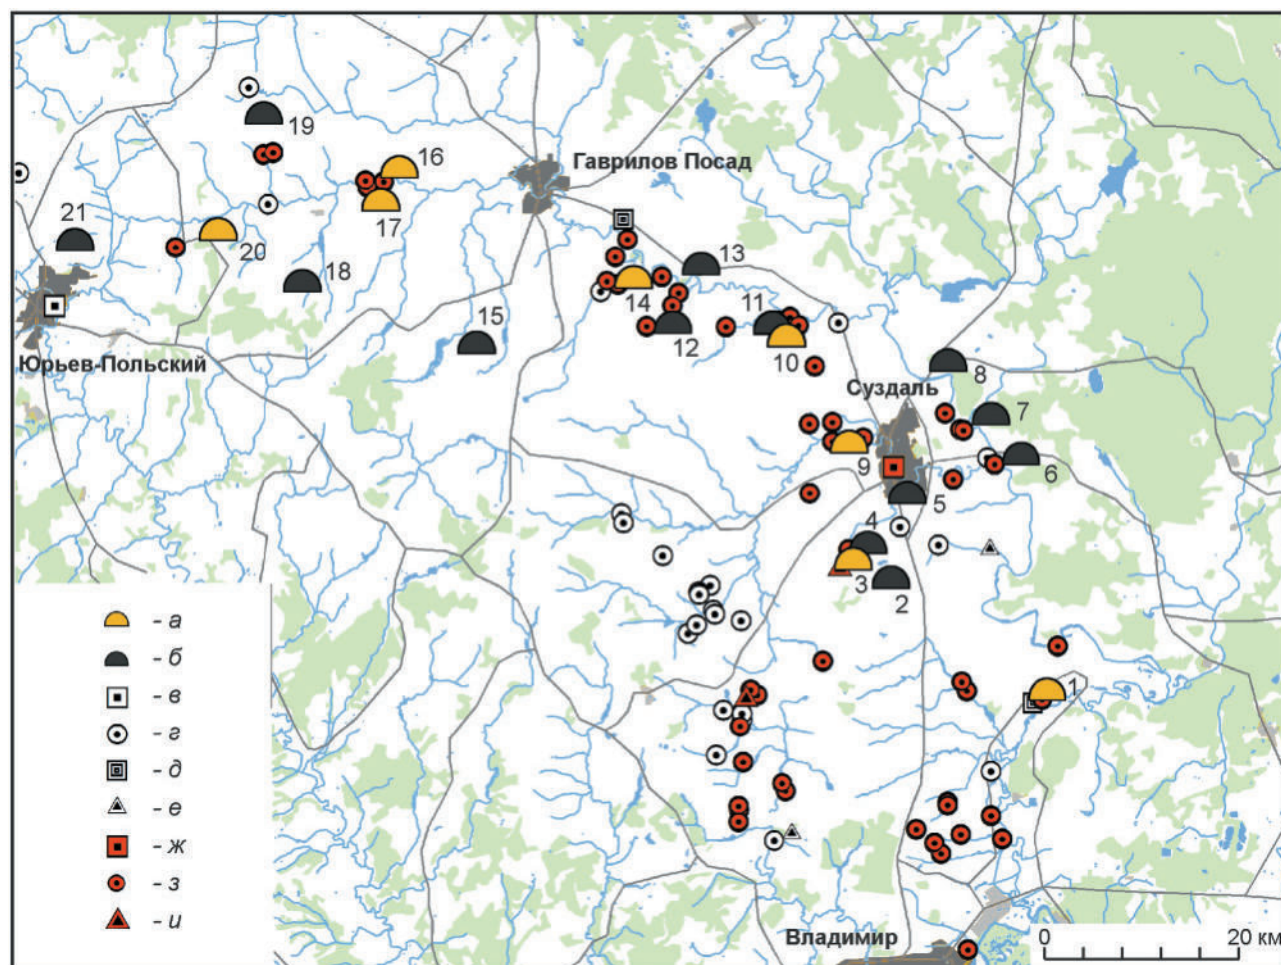 19
16
Гаврилов Посад
21
17
20
13
18
14
11
15
12
10
Юрьев-Польский
8
Суздаль
7
9
6
5
4
3
2
- а
- б
1
- в
- г
- д
- е
- ж
- з
- и
Владимир
0 20 км